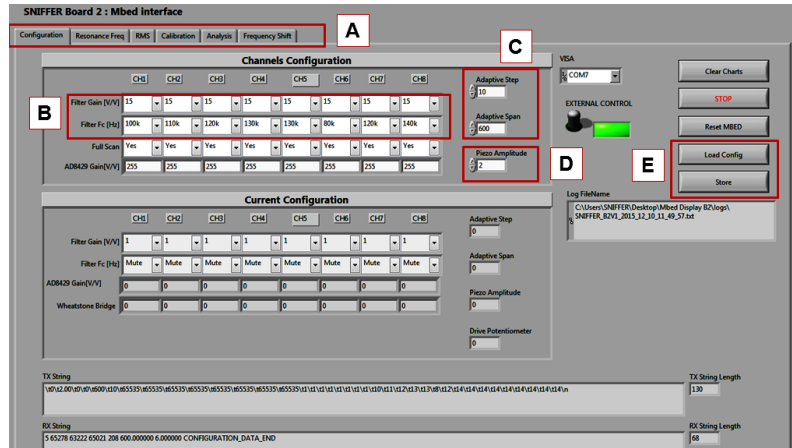 SNIFFER Board 2 : Mbed interface
Configuration Resonance Freq RMS Calibration Analysis Frequency Shift
A
Channels Configuration
C
CH1 CH2 CH3 CH4 CH5 CH6 CH7 CH8
Adaptive Step
10
B
Filter Gain [V/V] 15 15 15 15 15 15 15 15
Filter Fc [Hz] 100k 110k 120k 130k 130k 80k 120k 140k
Adaptive Span
600
Full Scan Yes Yes Yes Yes Yes Yes Yes Yes
AD8429 Gain[V/V] 255 255 255 255 255 255 255 255
Piezo Amplitude
2
D
VISA
COM7
EXTERNAL CONTROL
Clear Charts
STOP
Reset MBED
E
Load Config
Store
Log FileName
C:\Users\SNIFFER\Desktop\Mbed Display B2\logs\
SNIFFER_B2V1_2015_12_10_11_49_57.txt
Current Configuration
CH1 CH2 CH3 CH4 CH5 CH6 CH7 CH8
Adaptive Step
0
Filter Gain [V/V] 1 1 1 1 1 1 1 1
Filter Fc [Hz] Mute Mute Mute Mute Mute Mute Mute Mute
Adaptive Span
0
AD8429 Gain[V/V] 0 0 0 0 0 0 0 0
Wheatstone Bridge 0 0 0 0 0 0 0 0
Piezo Amplitude
0
Drive Potentiometer
0
TX String
\t0\t2.00\t0\t0\t600\t10\t65535\t65535\t65535\t65535\t65535\t65535\t65535\t65535\t1\t1\t1\t1\t1\t1\t1\t1\t10\t11\t12\t13\t13\t8\t12\t14\t14\t14\t14\t14\t14\t14\t14\t14\n
TX String Length
130
RX String
5 65278 63222 65021 208 600.000000 6.000000 CONFIGURATION_DATA_END
RX String Length
68